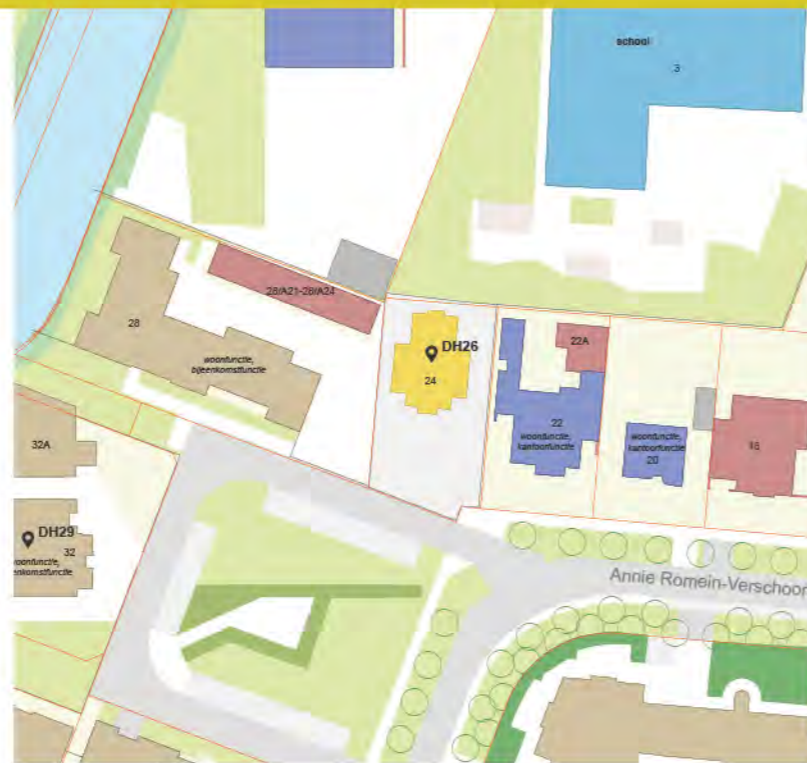 school
3
28/A21-28/A24
28
woonfunctie,
bijeenkomstfunctie
DH26
24
22A
22
woonfunctie,
kantoorfunctie
woonfunctie,
kantoorfunctie
20
18
32A
DH29
32
woonfunctie,
enkomstfunctie
Annie Romein-Verschoor